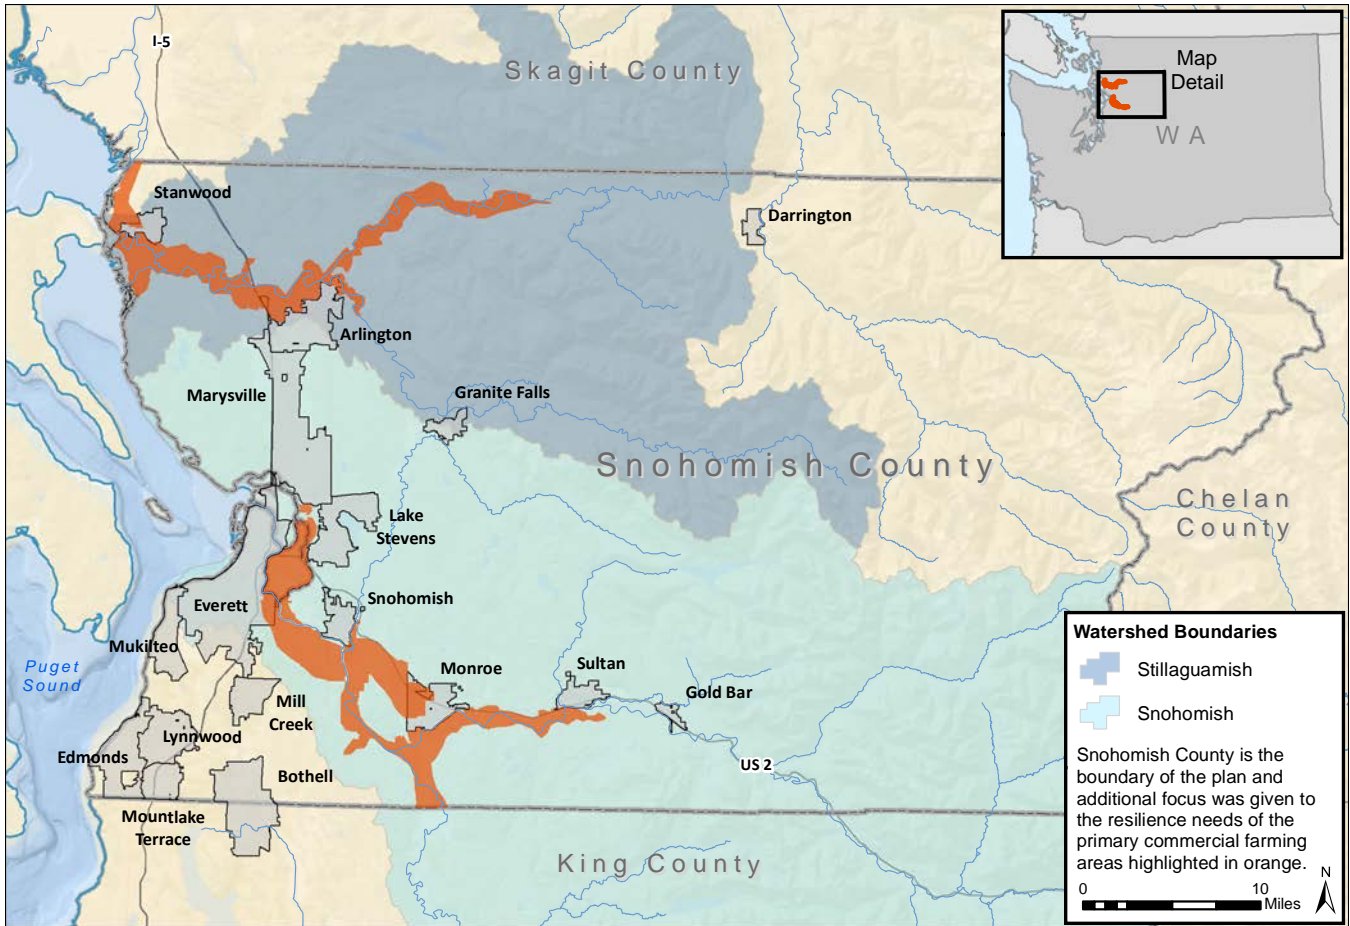 I-5
Skagit County
Map
Detail
WA
Stanwood
Darrington
Arlington
Marysville
Granite Falls
Snohomish County
Chelan
County
Lake
Stevens
Everett
Snohomish
Mukilteo
Puget
Sound
Monroe
Sultan
Gold Bar
Mill
Creek
Lynnwood
Edmonds
Bothell
US 2
Mountlake
Terrace
King County
Watershed Boundaries
Stillaguamish
Snohomish
Snohomish County is the
boundary of the plan and
additional focus was given to
the resilience needs of the
primary commercial farming
areas highlighted in orange.
N
0 10
Miles